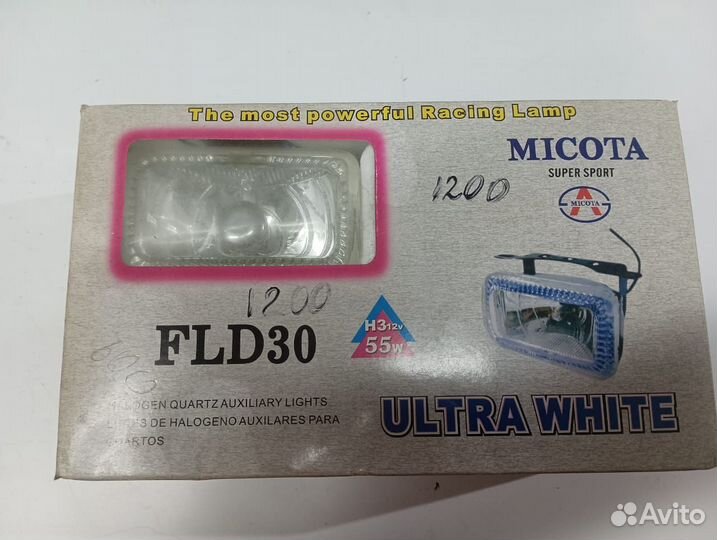 The most powerful Racing Lamp
MICOTA
SUPER SPORT
MICOTA
1200
1200
FLD30
H3 12v
55w
HALOGEN QUARTZ AUXILIARY LIGHTS
DE HALOGENO AUXILARES PARA
ULTRA WHITE
Avito